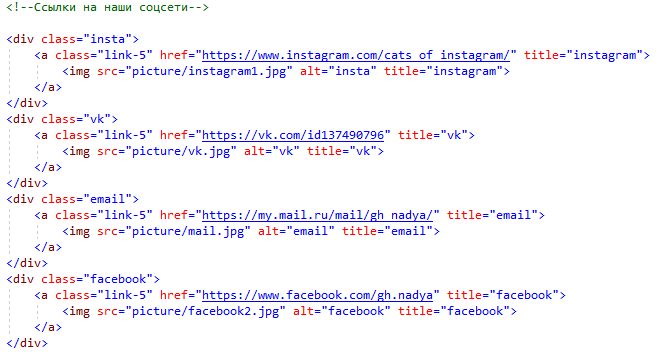 <!--Ссылки на наши соцсети-->
<div class="insta">
<a class="link-5" href="https://www.instagram.com/cats_of_instagram/" title="instagram">
<img src="picture/instagram1.jpg" alt="insta" title="instagram">
</a>
</div>
<div class="vk">
<a class="link-5" href="https://vk.com/id137490796" title="vk">
<img src="picture/vk.jpg" alt="vk" title="vk">
</a>
</div>
<div class="email">
<a class="link-5" href="https://my.mail.ru/mail/gh_nadya/" title="email">
<img src="picture/mail.jpg" alt="email" title="email">
</a>
</div>
<div class="facebook">
<a class="link-5" href="https://www.facebook.com/gh.nadya" title="facebook">
<img src="picture/facebook2.jpg" alt="facebook" title="facebook">
</a>
</div>